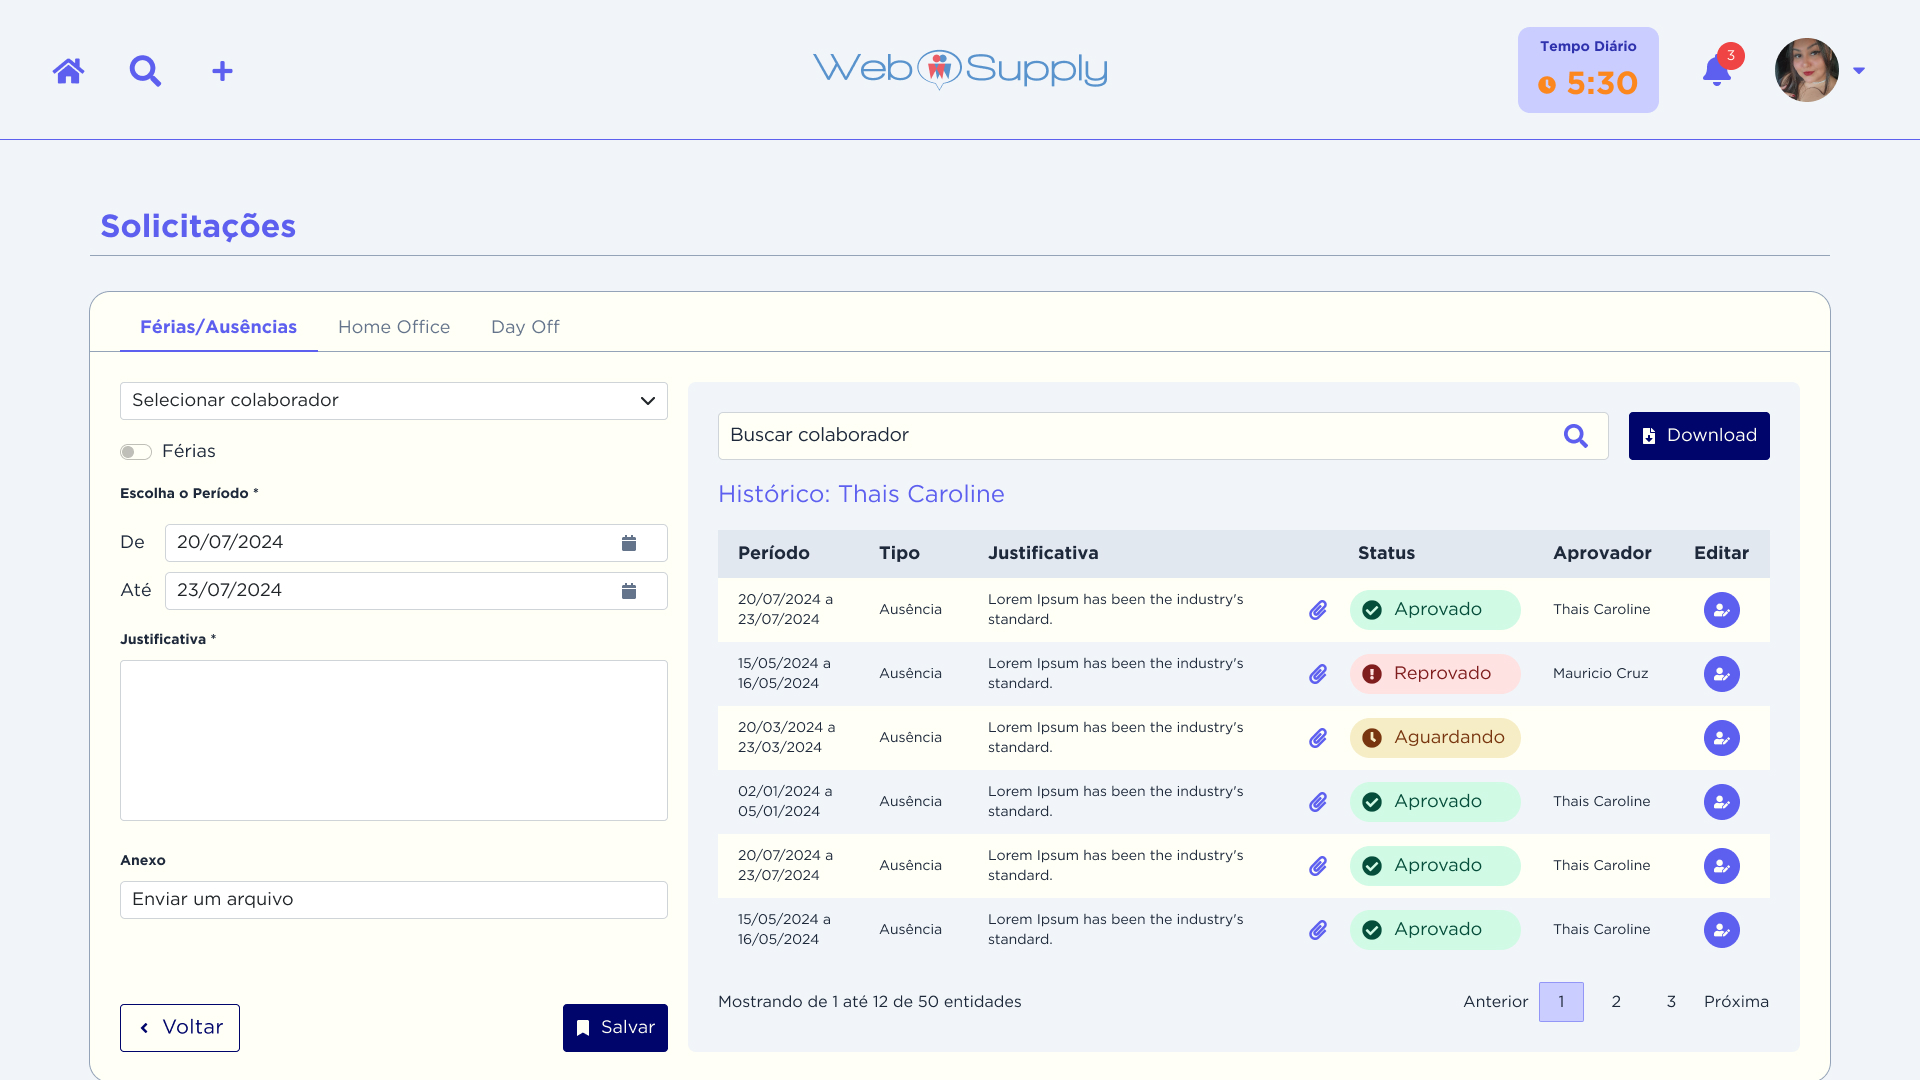 Web Supply
Tempo Diário
5:30
3
Solicitações
Férias/Ausências
Home Office
Day Off
Selecionar colaborador
Férias
Escolha o Período *
De
20/07/2024
Até
23/07/2024
Justificativa *
Anexo
Enviar um arquivo
Voltar
Salvar
Buscar colaborador
Download
Histórico: Thais Caroline
Período Tipo Justificativa Status Aprovador Editar
20/07/2024 a
23/07/2024
Ausência
Lorem Ipsum has been the industry's
standard.
Aprovado
Thais Caroline
15/05/2024 a
16/05/2024
Ausência
Lorem Ipsum has been the industry's
standard.
Reprovado
Mauricio Cruz
20/03/2024 a
23/03/2024
Ausência
Lorem Ipsum has been the industry's
standard.
Aguardando
02/01/2024 a
05/01/2024
Ausência
Lorem Ipsum has been the industry's
standard.
Aprovado
Thais Caroline
20/07/2024 a
23/07/2024
Ausência
Lorem Ipsum has been the industry's
standard.
Aprovado
Thais Caroline
15/05/2024 a
16/05/2024
Ausência
Lorem Ipsum has been the industry's
standard.
Aprovado
Thais Caroline
Mostrando de 1 até 12 de 50 entidades
Anterior 1 2 3 Próxima